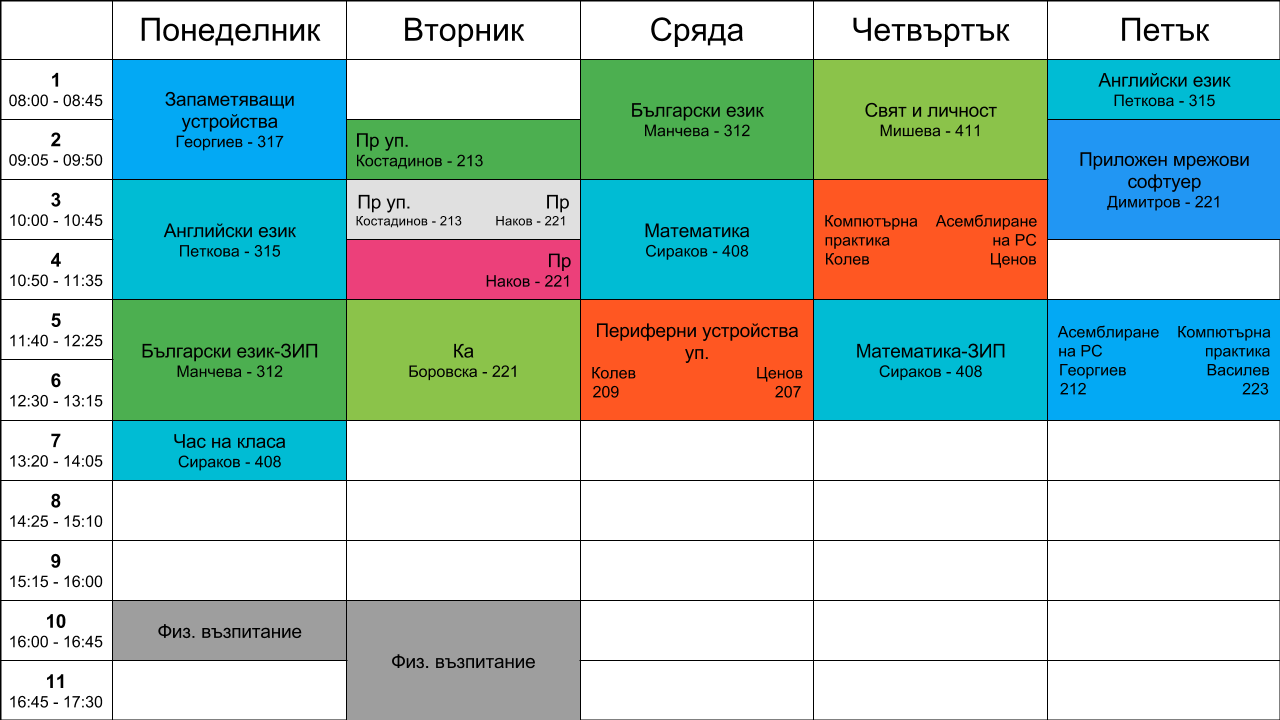 Понеделник
Вторник
Сряда
Четвъртък
Петък
1
08:00 - 08:45
Запаметяващи
устройства
Георгиев - 317
Български език
Манчева - 312
Свят и личност
Мишева - 411
Английски език
Петкова - 315
2
09:05 - 09:50
Пр уп.
Костадинов - 213
Приложен мрежови
софтуер
Димитров - 221
3
10:00 - 10:45
Английски език
Петкова - 315
Пр уп.
Костадинов - 213
Пр
Наков - 221
Математика
Сираков - 408
Компютърна
практика
Колев
Асемблиране
на РС
Ценов
4
10:50 - 11:35
Пр
Наков - 221
5
11:40 - 12:25
Български език-ЗИП
Манчева - 312
Ка
Боровска - 221
Периферни устройства
уп.
Колев
209
Ценов
207
Математика-ЗИП
Сираков - 408
Асемблиране
на РС
Георгиев
212
Компютърна
практика
Василев
223
6
12:30 - 13:15
7
13:20 - 14:05
Час на класа
Сираков - 408
8
14:25 - 15:10
9
15:15 - 16:00
10
16:00 - 16:45
Физ. възпитание
Физ. възпитание
11
16:45 - 17:30